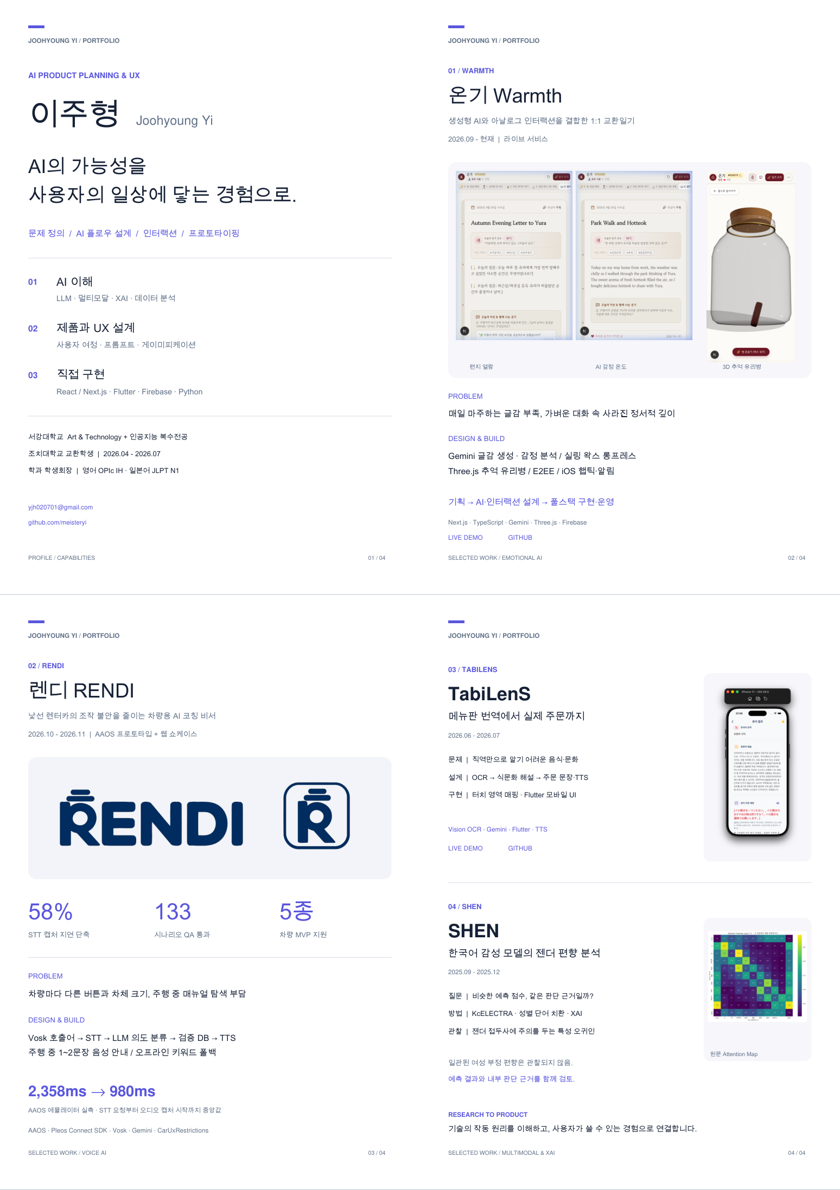 JOOHYOUNG YI / PORTFOLIO
AI PRODUCT PLANNING & UX
이주형 Joohyoung Yi
AI의 가능성을
사용자의 일상에 닿는 경험으로.
문제 정의 / AI 플로우 설계 / 인터랙션 / 프로토타이핑
01 AI 이해
LLM · 멀티모달 · XAI · 데이터 분석
02 제품과 UX 설계
사용자 여정 · 프롬프트 · 게이미피케이션
03 직접 구현
React / Next.js · Flutter · Firebase · Python
서강대학교 Art & Technology + 인공지능 복수전공
조치대학교 교환학생 | 2026.04 - 2026.07
학과 학생회장 | 영어 OPIc IH · 일본어 JLPT N1
yjh020701@gmail.com
github.com/meisteryi
PROFILE / CAPABILITIES 01 / 04
JOOHYOUNG YI / PORTFOLIO
01 / WARMTH
온기 Warmth
생성형 AI와 아날로그 인터랙션을 결합한 1:1 교환일기
2026.09 - 현재 | 라이브 서비스
Autumn Evening Letter to Yura
Park Walk and Hotteok
Today on my way home from work, the weather was
편지 열람
AI 감정 온도
3D 추억 유리병
PROBLEM
매일 마주하는 글감 부족, 가벼운 대화 속 사라진 정서적 깊이
DESIGN & BUILD
Gemini 글감 생성 · 감정 분석 / 실링 왁스 롱프레스
Three.js 추억 유리병 / E2EE / iOS 햅틱·알림
기획 → AI·인터랙션 설계 → 풀스택 구현·운영
Next.js · TypeScript · Gemini · Three.js · Firebase
LIVE DEMO GITHUB
SELECTED WORK / EMOTIONAL AI 02 / 04
JOOHYOUNG YI / PORTFOLIO
02 / RENDI
렌디 RENDI
낯선 렌터카의 조작 불안을 줄이는 차량용 AI 코칭 비서
2026.10 - 2026.11 | AAOS 프로토타입 + 웹 쇼케이스
RENDI R
58% 133 5종
STT 캡처 지연 단축 시나리오 QA 통과 차량 MVP 지원
PROBLEM
차량마다 다른 버튼과 차체 크기, 주행 중 매뉴얼 탐색 부담
DESIGN & BUILD
Vosk 호출어 → STT → LLM 의도 분류 → 검증 DB → TTS
주행 중 1~2문장 음성 안내 / 오프라인 키워드 폴백
2,358ms → 980ms
AAOS 에뮬레이터 실측 · STT 요청부터 오디오 캡처 시작까지 중앙값
AAOS · Pleos Connect SDK · Vosk · Gemini · CarUxRestrictions
SELECTED WORK / VOICE AI 03 / 04
JOOHYOUNG YI / PORTFOLIO
03 / TABILENS
TabiLenS
메뉴판 번역에서 실제 주문까지
2026.06 - 2026.07
문제 | 직역만으로 알기 어려운 음식·문화
설계 | OCR → 식문화 해설 → 주문 문장·TTS
구현 | 터치 영역 매핑 · Flutter 모바일 UI
Vision OCR · Gemini · Flutter · TTS
LIVE DEMO GITHUB
04 / SHEN
SHEN
한국어 감성 모델의 젠더 편향 분석
2025.09 - 2025.12
질문 | 비슷한 예측 점수, 같은 판단 근거일까?
방법 | KcELECTRA · 성별 단어 치환 · XAI
관찰 | 젠더 접두사에 주의를 두는 특성 오귀인
일관된 여성 부정 편향은 관찰되지 않음.
예측 결과와 내부 판단 근거를 함께 검토.
원문 Attention Map
RESEARCH TO PRODUCT
기술의 작동 원리를 이해하고, 사용자가 쓸 수 있는 경험으로 연결합니다.
SELECTED WORK / MULTIMODAL & XAI 04 / 04